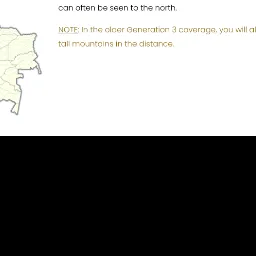 can often be seen to the north.
NOTE: In the older Generation 3 coverage, you will al
tall mountains in the distance.